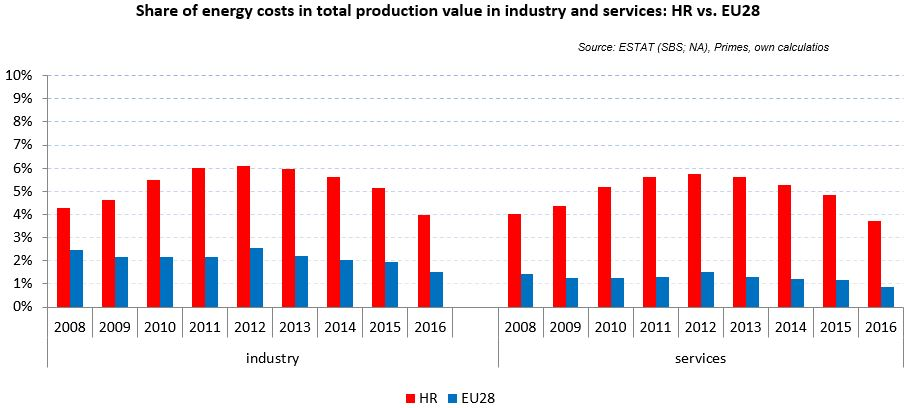 Share of energy costs in total production value in industry and services: HR vs. EU28
Source: ESTAT (SBS; NA), Primes, own calculatios
10%
9%
8%
7%
6%
5%
4%
3%
2%
1%
0%
2008 2009 2010 2011 2012 2013 2014 2015 2016 2008 2009 2010 2011 2012 2013 2014 2015 2016
industry services
HR EU28